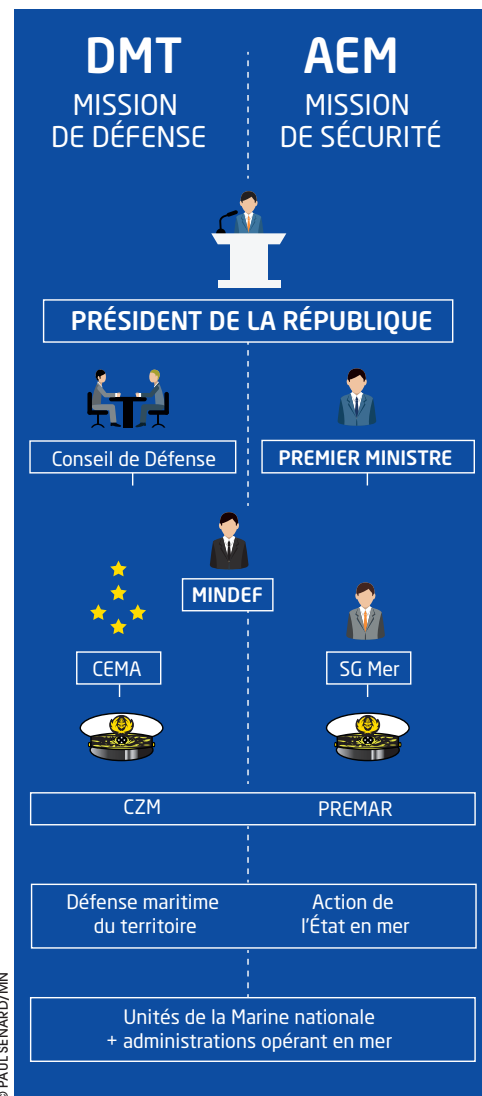 DMT
MISSION
DE DÉFENSE
AEM
MISSION
DE SÉCURITÉ
PRÉSIDENT DE LA RÉPUBLIQUE
Conseil de Défense
PREMIER MINISTRE
MINDEF
CEMA
SG Mer
CZM
PREMAR
Défense maritime
du territoire
Action de
l'État en mer
Unités de la Marine nationale
+ administrations opérant en mer
© PAUL SENARD/MN